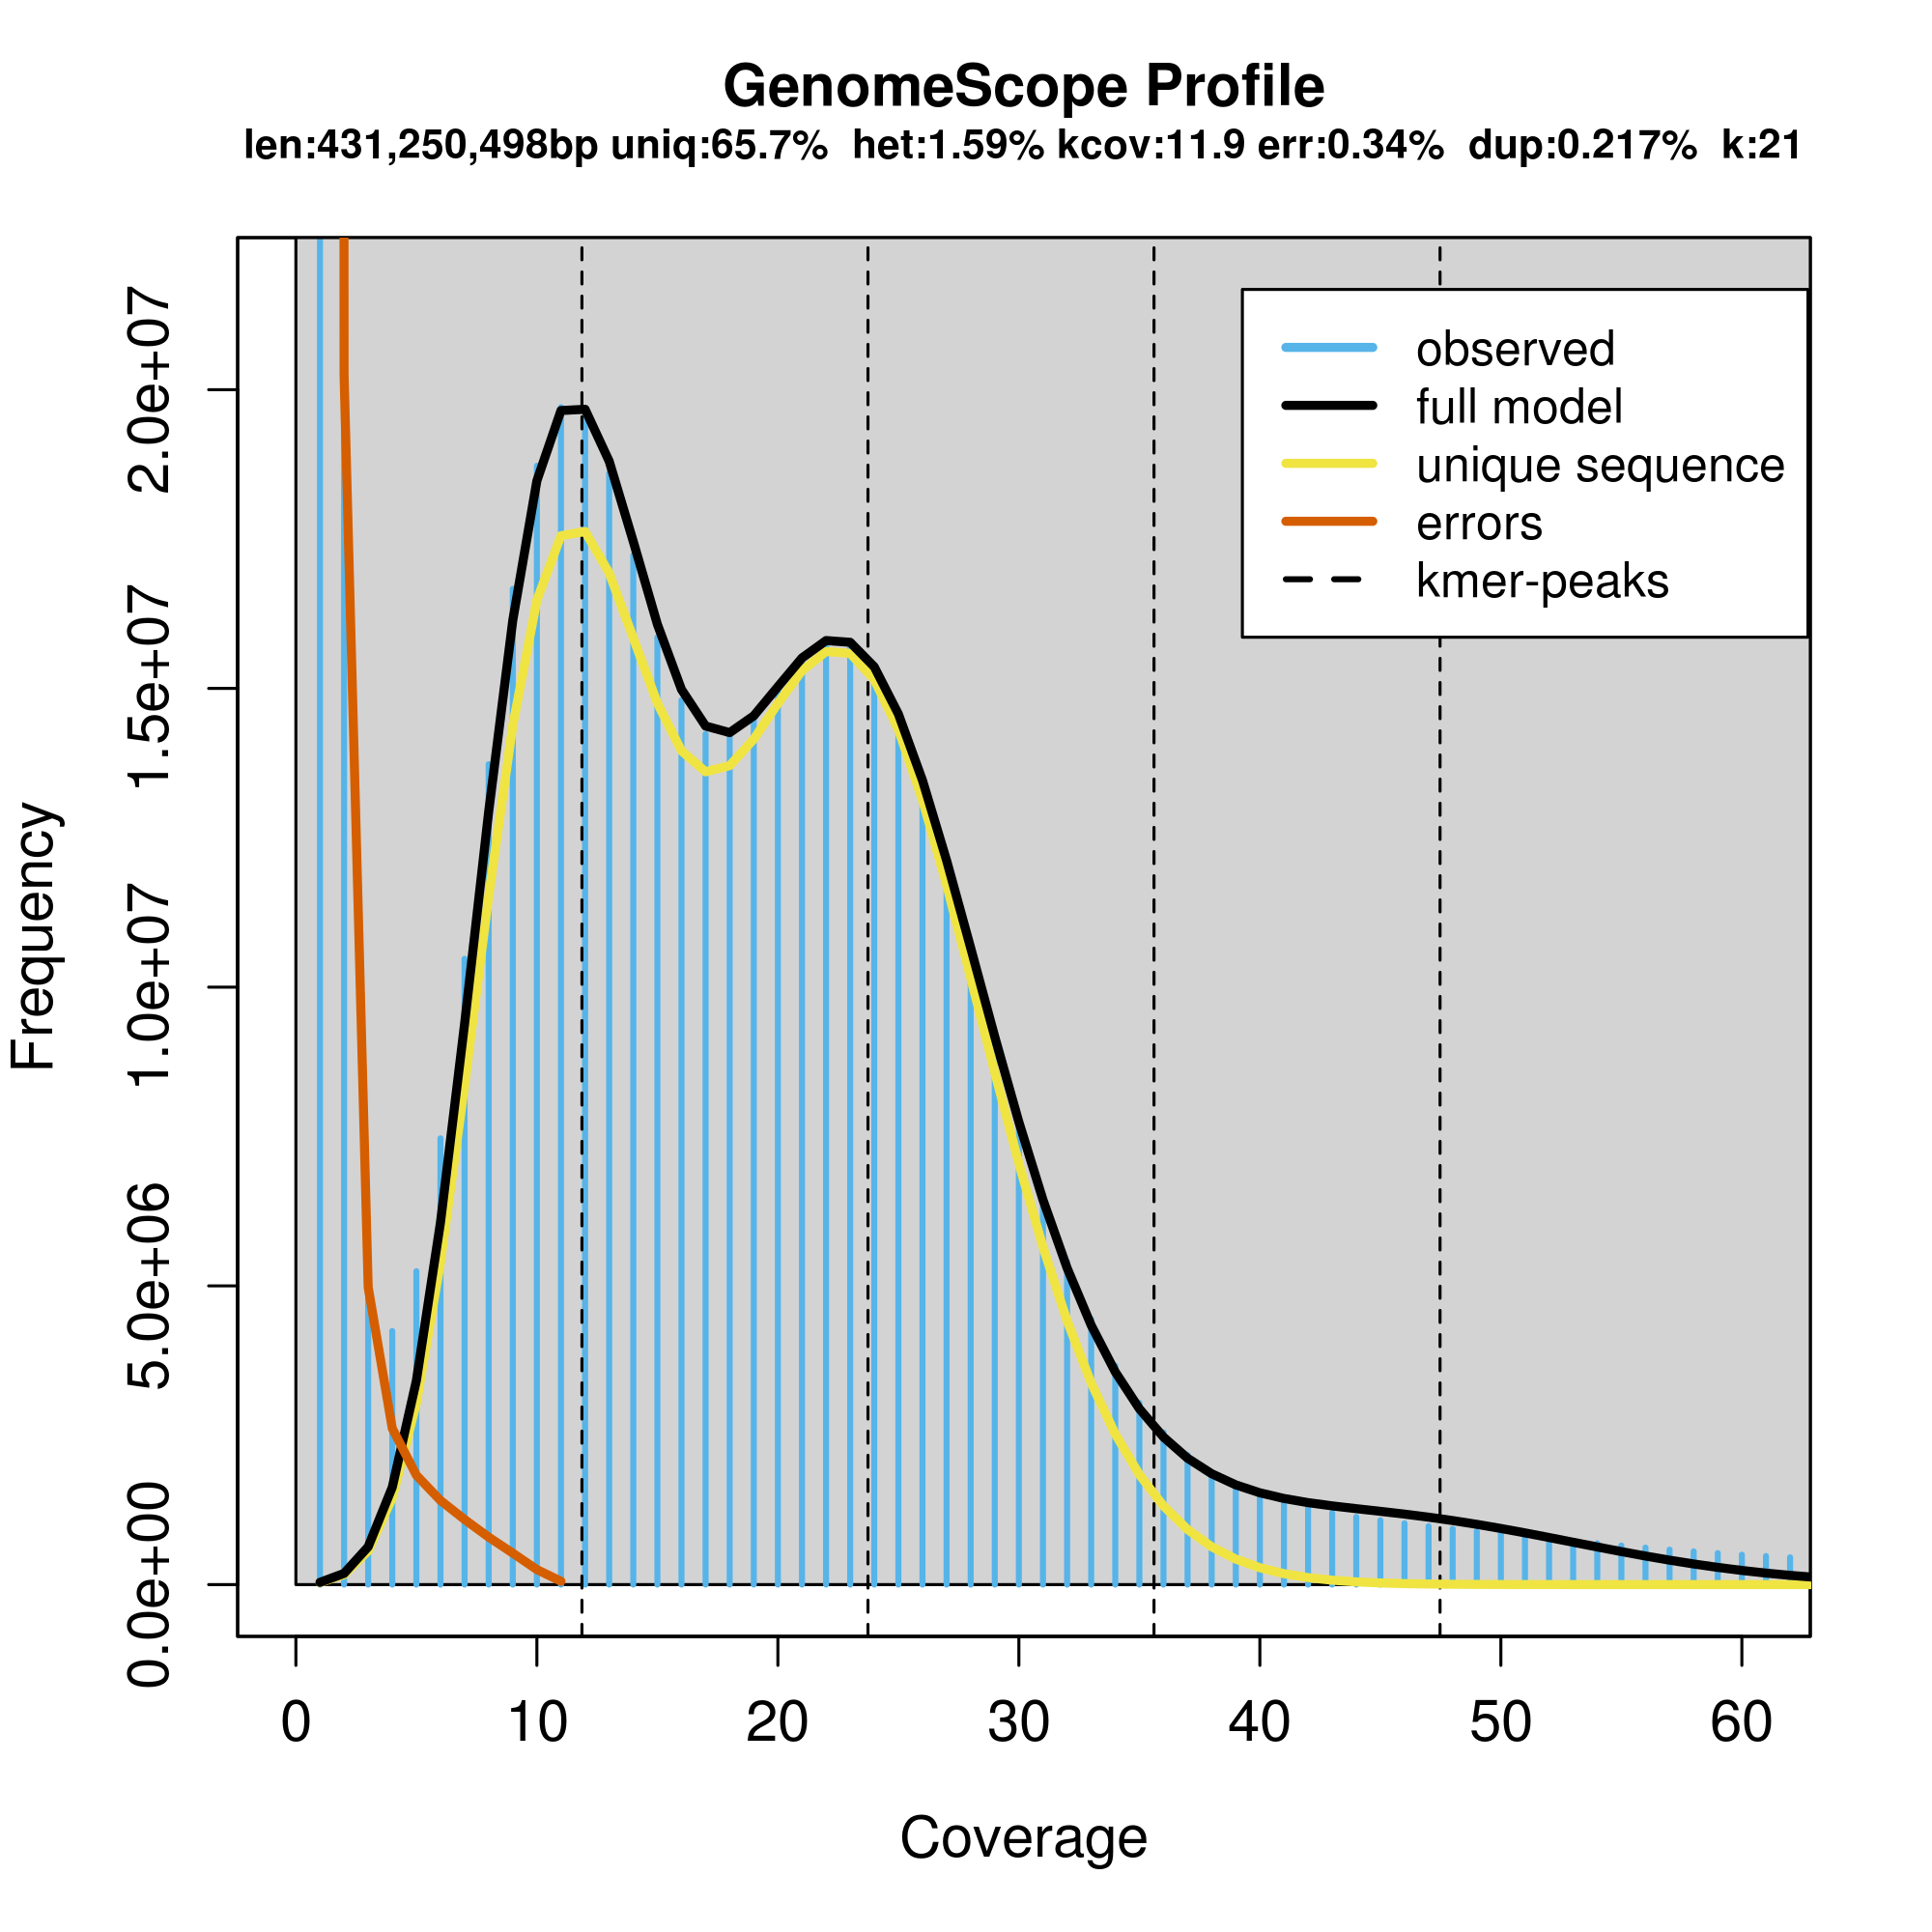 GenomeScope Profile
len:431,250,498bp uniq:65.7% het:1.59% kcov:11.9 err:0.34% dup:0.217% k:21
observed
full model
unique sequence
errors
kmer-peaks
Frequency
2.0e+07
1.5e+07
1.0e+07
5.0e+06
0.0e+00
0 10 20 30 40 50 60
Coverage